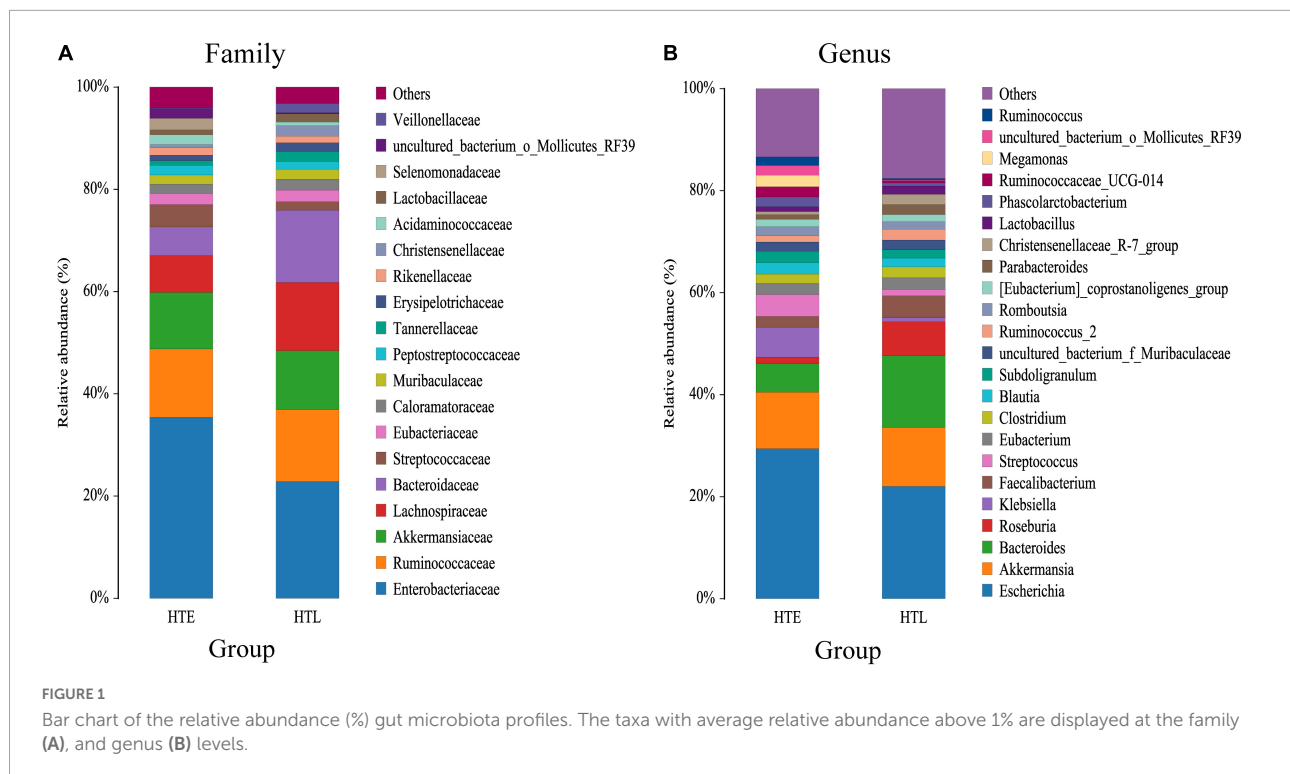 A
Family
Relative abundance (%)
100%
80%
60%
40%
20%
0%
HTE
HTL
Group
Others
Veillonellaceae
uncultured_bacterium_o_Mollicutes_RF39
Selenomonadaceae
Lactobacillaceae
Acidaminococcaceae
Christensenellaceae
Rikenellaceae
Erysipelotrichaceae
Tannerellaceae
Peptostreptococcaceae
Muribaculaceae
Caloramatoraceae
Eubacteriaceae
Streptococcaceae
Bacteroidaceae
Lachnospiraceae
Akkermansiaceae
Ruminococcaceae
Enterobacteriaceae
B
Genus
Relative abundance (%)
100%
80%
60%
40%
20%
0%
HTE
HTL
Group
Others
Ruminococcus
uncultured_bacterium_o_Mollicutes_RF39
Megamonas
Ruminococcaceae_UCG-014
Phascolarctobacterium
Lactobacillus
Christensenellaceae_R-7_group
Parabacteroides
[Eubacterium]_coprostanoligenes_group
Romboutsia
Ruminococcus_2
uncultured_bacterium_f_Muribaculaceae
Subdoligranulum
Blautia
Clostridium
Eubacterium
Streptococcus
Faecalibacterium
Klebsiella
Roseburia
Bacteroides
Akkermansia
Escherichia
FIGURE 1
Bar chart of the relative abundance (%) gut microbiota profiles. The taxa with average relative abundance above 1% are displayed at the family
(A), and genus (B) levels.